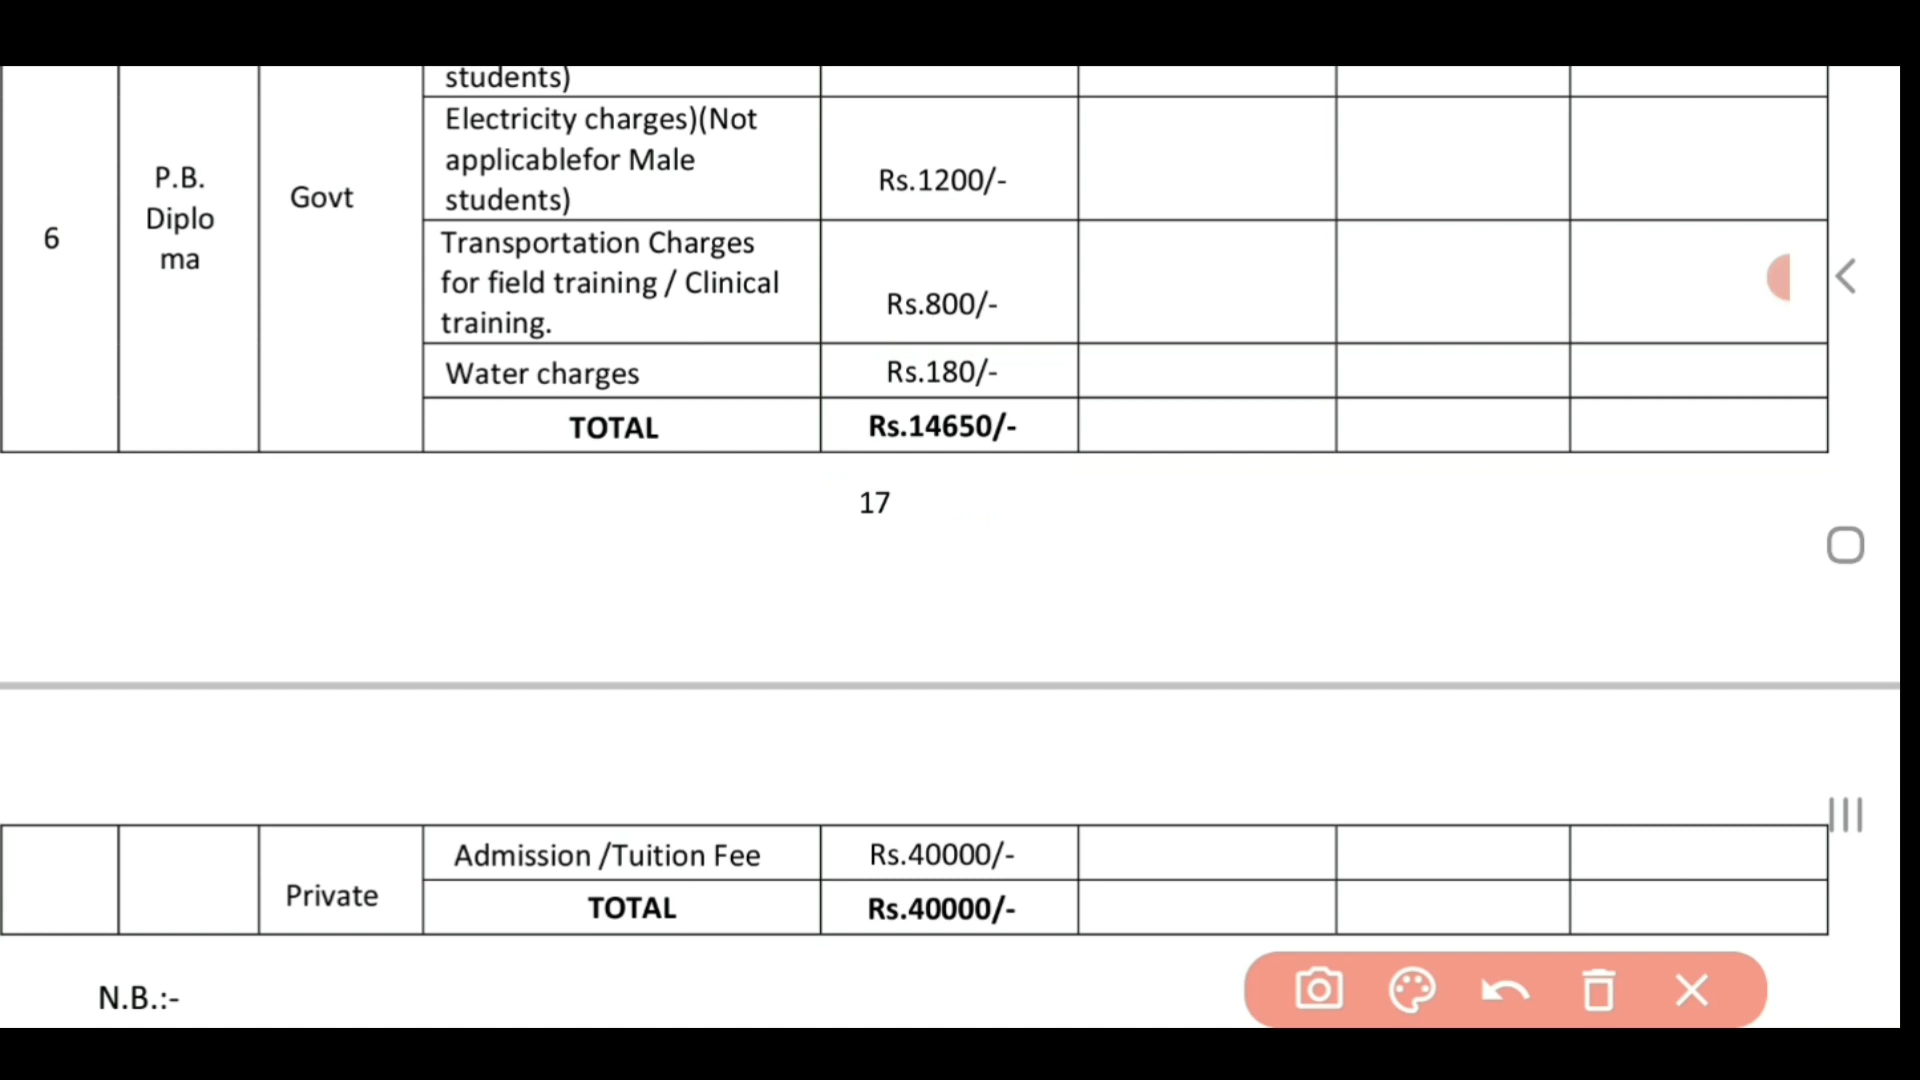 students)
Electricity charges)(Not
applicablefor Male
students)
Rs.1200/-
6
P.B.
Diplo
ma
Govt
Transportation Charges
for field training / Clinical
training.
Rs.800/-
Water charges
Rs.180/-
TOTAL
Rs.14650/-
17
Private
Admission /Tuition Fee
Rs.40000/-
TOTAL
Rs.40000/-
N.B.:-